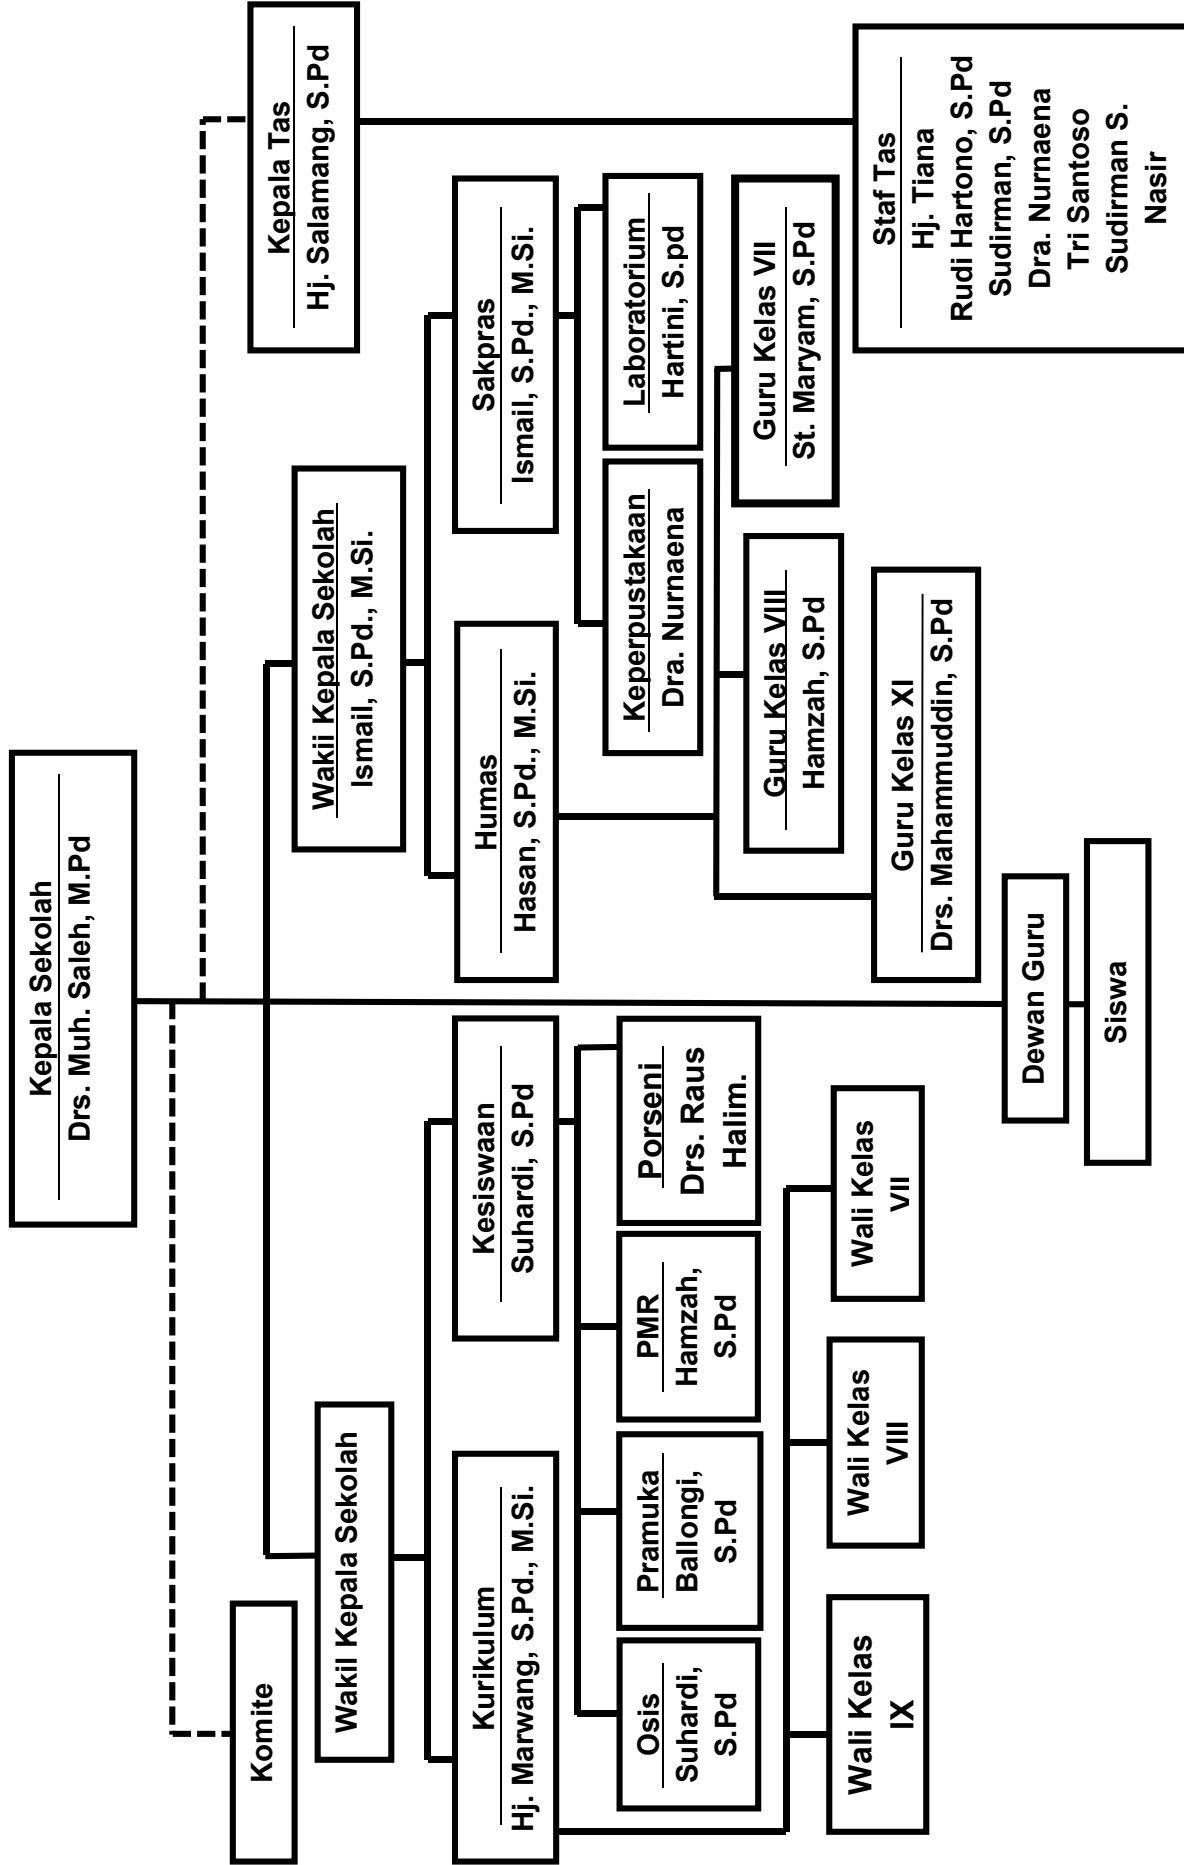 Kepala Sekolah
Drs. Muh. Saleh, M.Pd
Komite
Kepala Tas
Hj. Salamang, S.Pd
Wakil Kepala Sekolah
Wakii Kepala Sekolah
Ismail, S.Pd., M.Si.
Kurikulum
Hj. Marwang, S.Pd., M.Si.
Kesiswaan
Suhardi, S.Pd
Humas
Hasan, S.Pd., M.Si.
Sakpras
Ismail, S.Pd., M.Si.
Osis
Suhardi,
S.Pd
Pramuka
Ballongi,
S.Pd
PMR
Hamzah,
S.Pd
Porseni
Drs. Raus
Halim.
Keperpustakaan
Dra. Nurnaena
Laboratorium
Hartini, S.pd
Wali Kelas
IX
Wali Kelas
VIII
Wali Kelas
VII
Guru Kelas XI
Drs. Mahammuddin, S.Pd
Guru Kelas VIII
Hamzah, S.Pd
Guru Kelas VII
St. Maryam, S.Pd
Staf Tas
Hj. Tiana
Rudi Hartono, S.Pd
Sudirman, S.Pd
Dra. Nurnaena
Tri Santoso
Sudirman S.
Nasir
Dewan Guru
Siswa